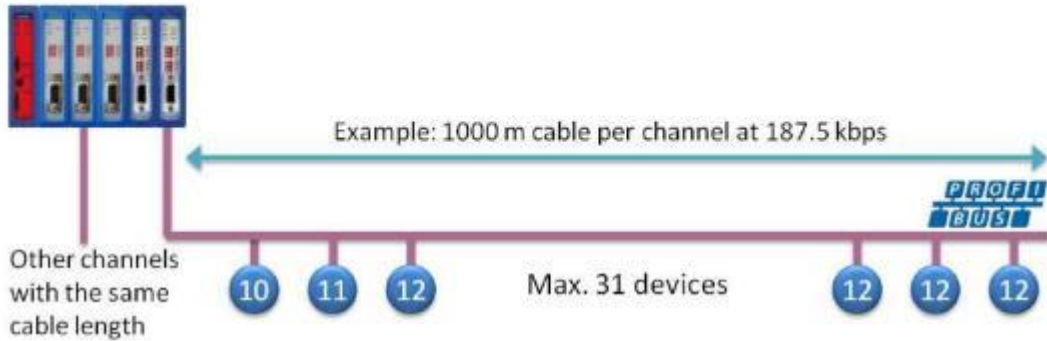 Example: 1000 m cable per channel at 187.5 kbps
PROFI
BUS
Other channels
with the same
cable length
10
11
12
Max. 31 devices
12
12
12